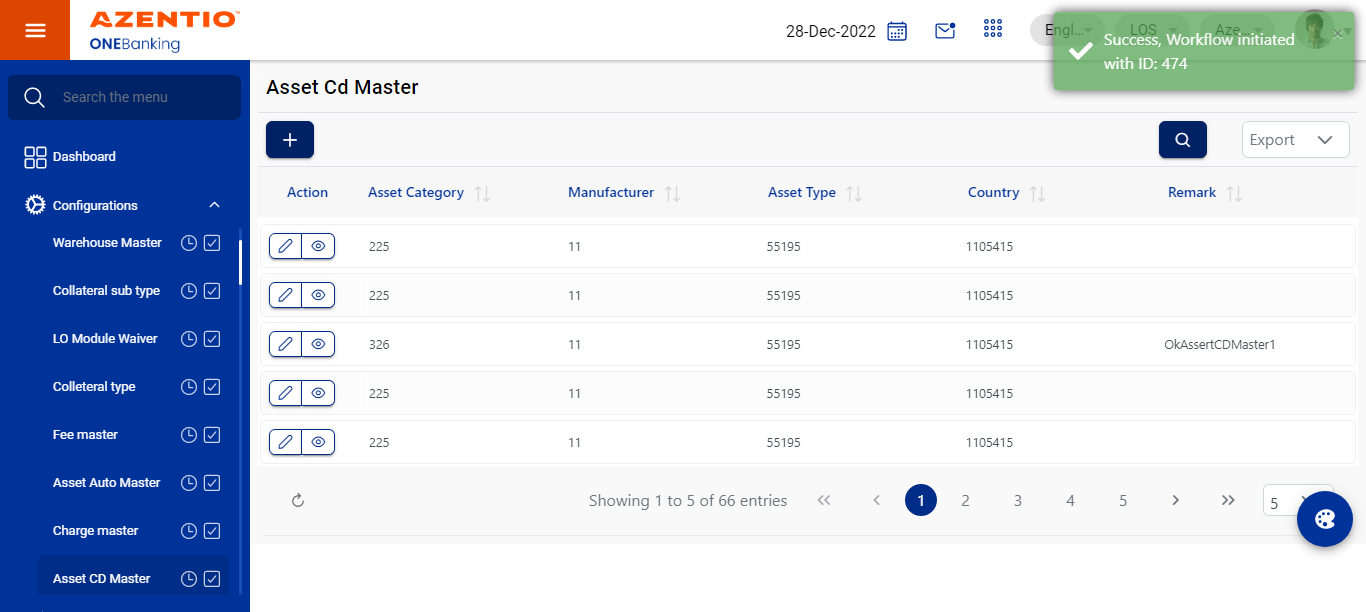 AZENTIO™
ONEBanking
28-Dec-2022
Engl...
LOS
Aze...
Success, Workflow initiated
with ID: 474
Search the menu
Dashboard
Configurations
Warehouse Master
Collateral sub type
LO Module Waiver
Colleteral type
Fee master
Asset Auto Master
Charge master
Asset CD Master
Asset Cd Master
+
Export
Action Asset Category Manufacturer Asset Type Country Remark
225 11 55195 1105415
225 11 55195 1105415
326 11 55195 1105415 OkAssertCDMaster1
225 11 55195 1105415
225 11 55195 1105415
Showing 1 to 5 of 66 entries << < 1 2 3 4 5 > >> 5